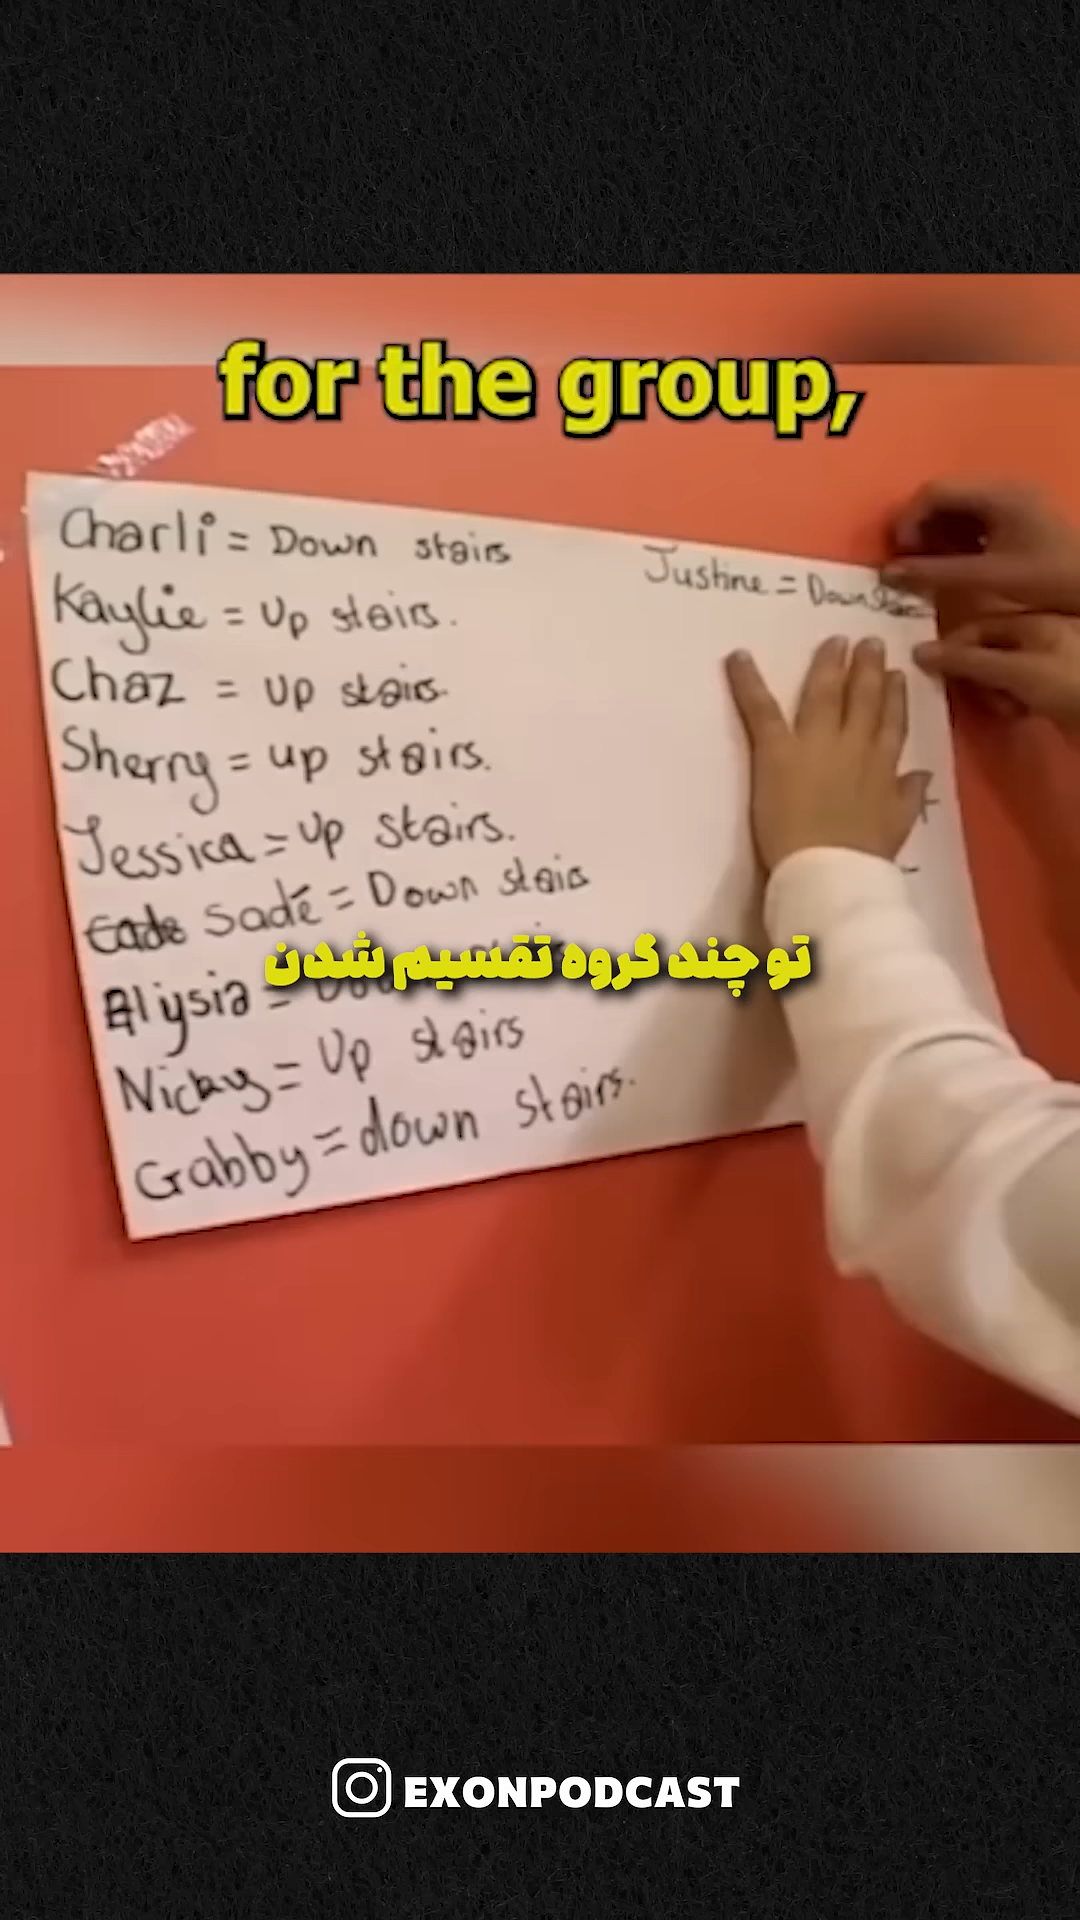 for the group,
Charli = Down stairs
Justine = Down
Kaylie = Up stairs.
Chaz = up stairs.
Sherry = up stairs.
Jessica = Up stairs.
Sadé = Down stais
تو چند گروه تقسیم شدن
Alysia =
Nicky = Up stairs
Gabby = down stairs.
EXONPODCAST